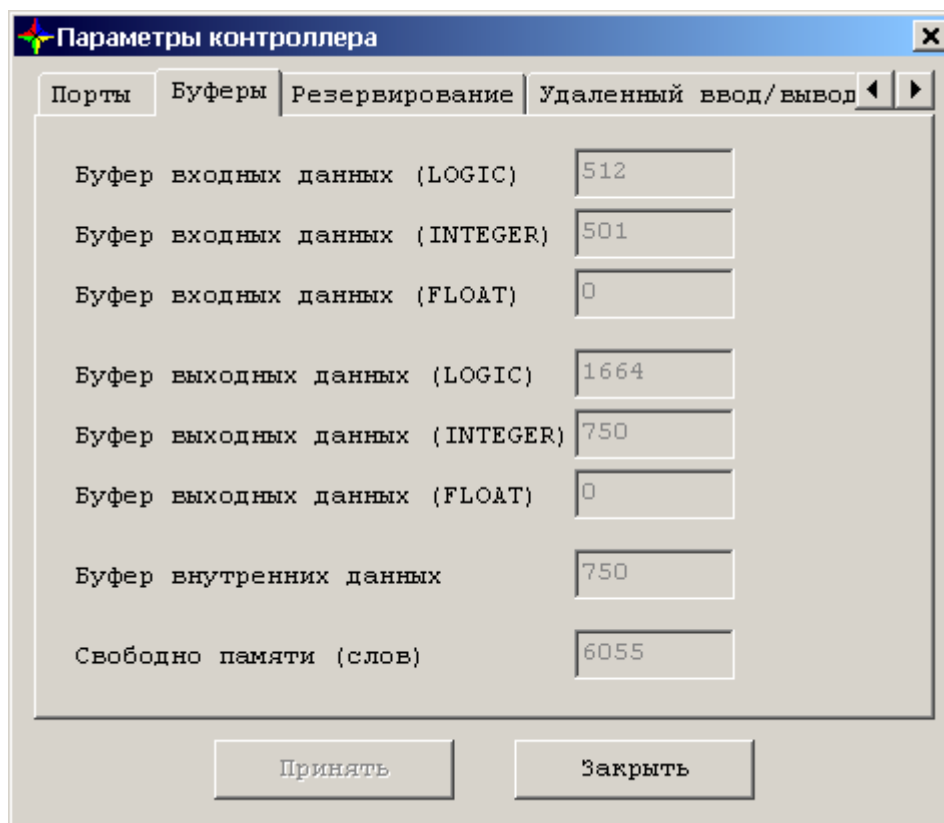 Параметры контроллера
Порты Буферы Резервирование Удаленный ввод/вывод
Буфер входных данных (LOGIC) 512
Буфер входных данных (INTEGER) 501
Буфер входных данных (FLOAT) 0
Буфер выходных данных (LOGIC) 1664
Буфер выходных данных (INTEGER) 750
Буфер выходных данных (FLOAT) 0
Буфер внутренних данных 750
Свободно памяти (слов) 6055
Принять Закрыть